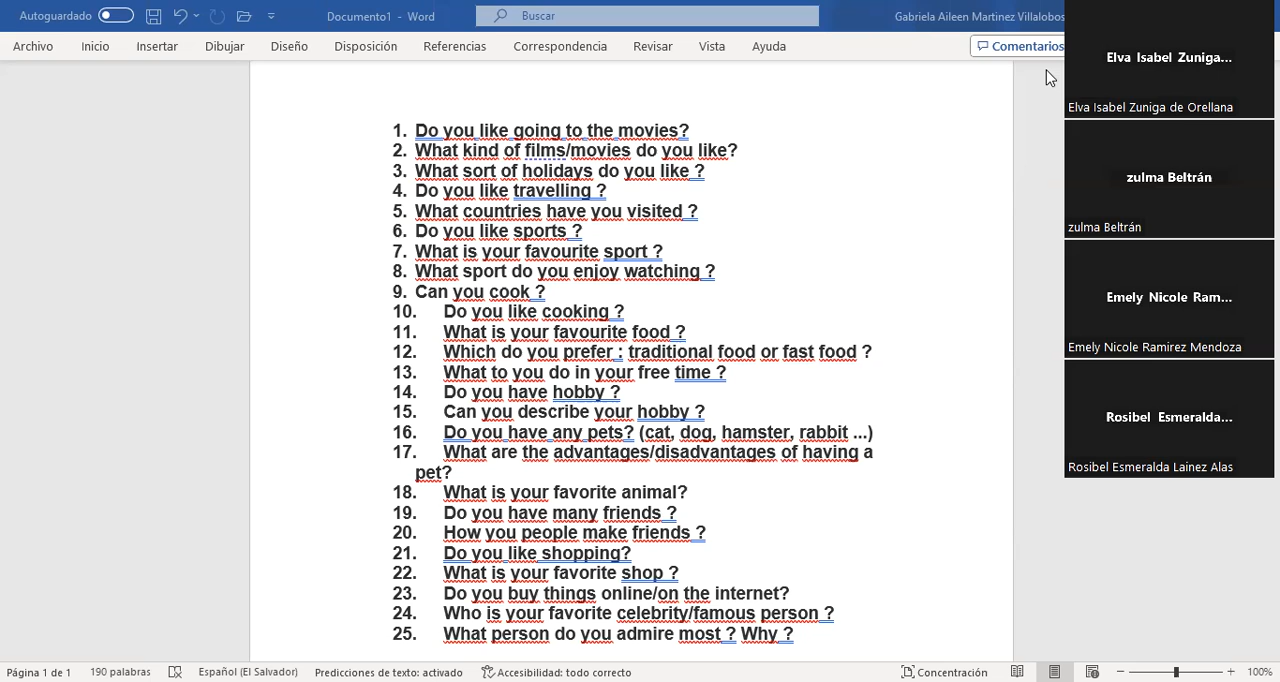 Autoguardado
Documento1 - Word
Buscar
Gabriela Aileen Martinez Villalobos
Archivo Inicio Insertar Dibujar Diseño Disposición Referencias Correspondencia Revisar Vista Ayuda
Comentarios
1. Do you like going to the movies?
2. What kind of films/movies do you like?
3. What sort of holidays do you like ?
4. Do you like travelling ?
5. What countries have you visited ?
6. Do you like sports ?
7. What is your favourite sport ?
8. What sport do you enjoy watching ?
9. Can you cook ?
10. Do you like cooking ?
11. What is your favourite food ?
12. Which do you prefer : traditional food or fast food ?
13. What to you do in your free time ?
14. Do you have hobby ?
15. Can you describe your hobby ?
16. Do you have any pets? (cat, dog, hamster, rabbit ...)
17. What are the advantages/disadvantages of having a
pet?
18. What is your favorite animal?
19. Do you have many friends ?
20. How you people make friends ?
21. Do you like shopping?
22. What is your favorite shop ?
23. Do you buy things online/on the internet?
24. Who is your favorite celebrity/famous person ?
25. What person do you admire most ? Why ?
Elva Isabel Zuniga...
Elva Isabel Zuniga de Orellana
zulma Beltrán
zulma Beltrán
Emely Nicole Ram...
Emely Nicole Ramirez Mendoza
Rosibel Esmeralda...
Rosibel Esmeralda Lainez Alas
Página 1 de 1 190 palabras Español (El Salvador) Predicciones de texto: activado Accesibilidad: todo correcto Concentración 100%